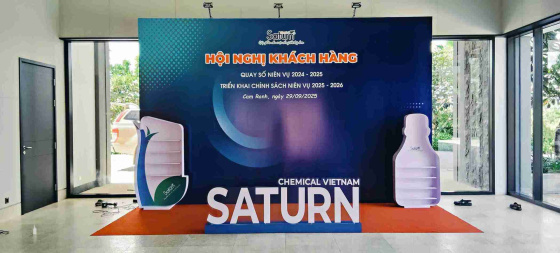 Saturn
HỘI NGHỊ KHÁCH HÀNG
QUAY SỐ NIÊN VỤ 2024 - 2025
TRIỂN KHAI CHÍNH SÁCH NIÊN VỤ 2025 - 2026
Cam Ranh, ngày 29/09/2025
CHEMICAL VIETNAM
SATURN